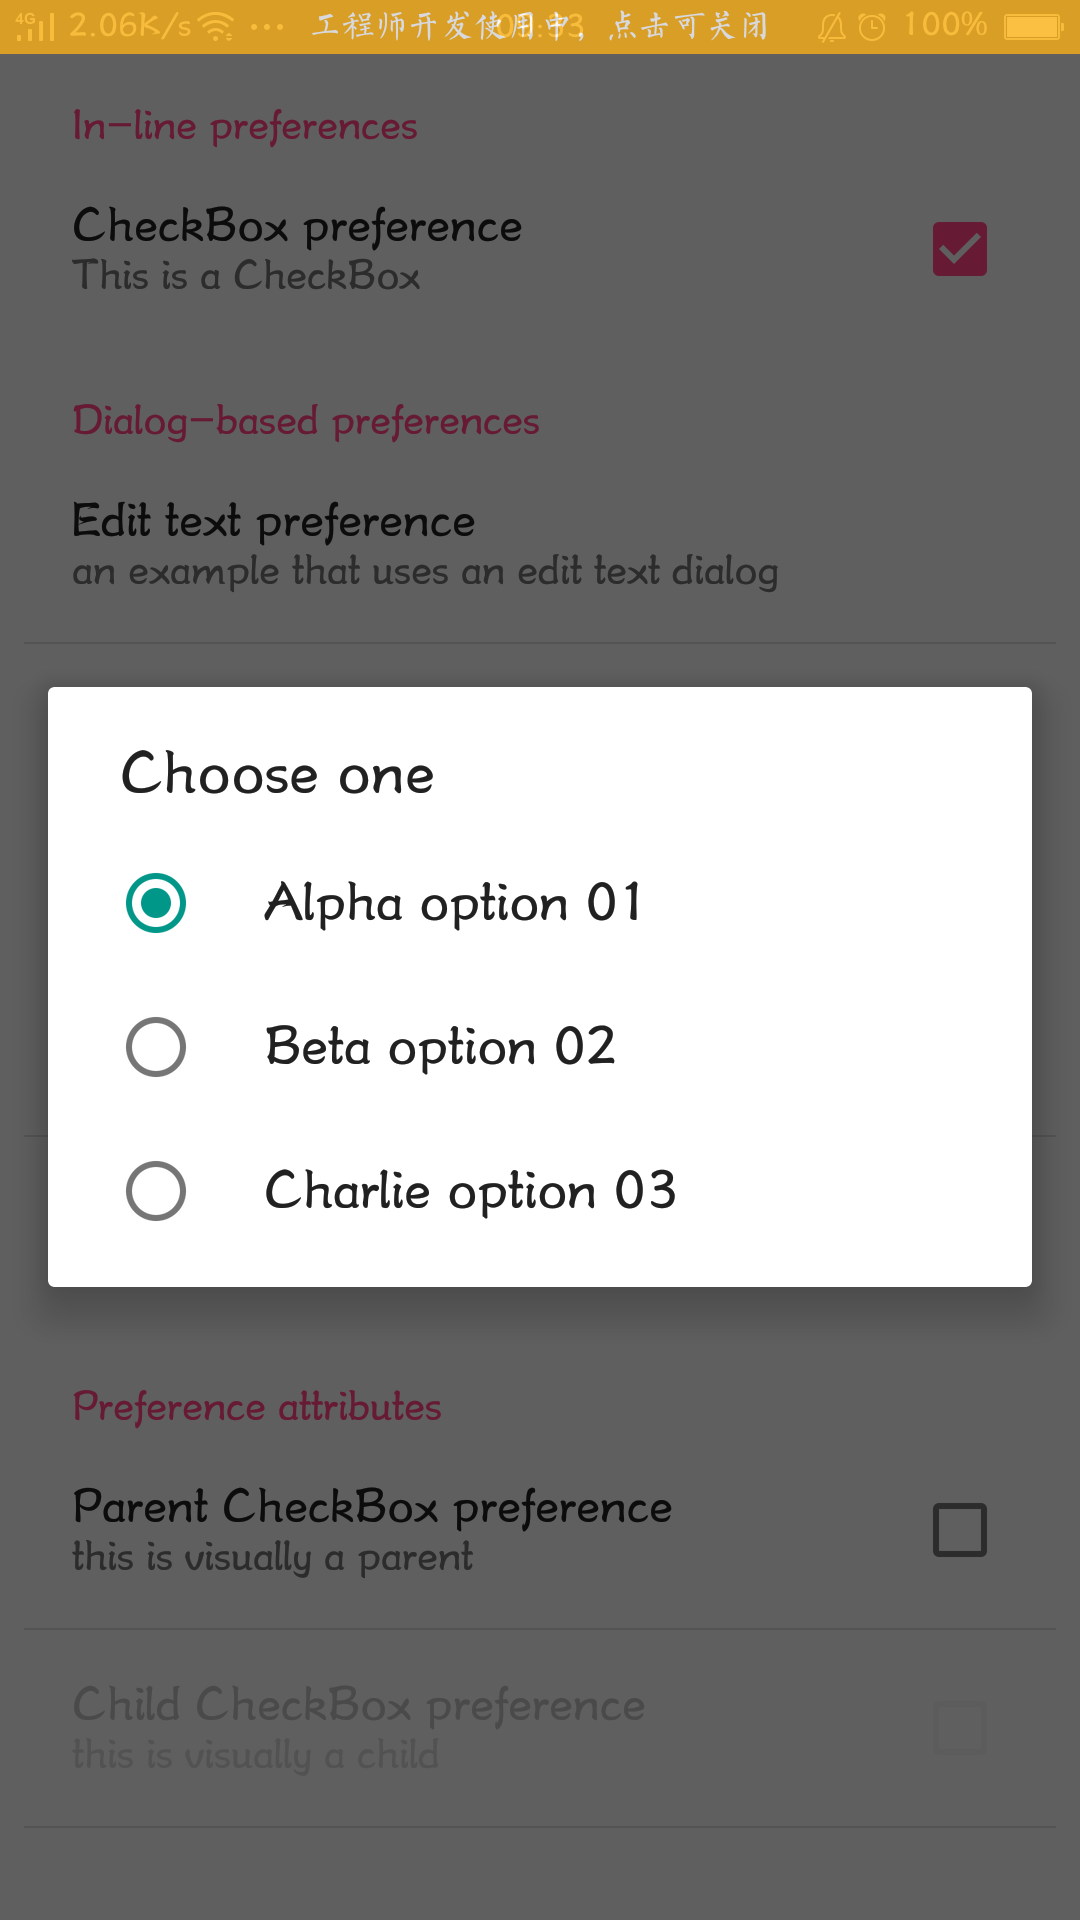 4G 2.06K/s ... 工程师开发使用中，点击可关闭 100%
In-line preferences
CheckBox preference
This is a CheckBox
Dialog-based preferences
Edit text preference
an example that uses an edit text dialog
Choose one
Alpha option 01
Beta option 02
Charlie option 03
Preference attributes
Parent CheckBox preference
this is visually a parent
Child CheckBox preference
this is visually a child